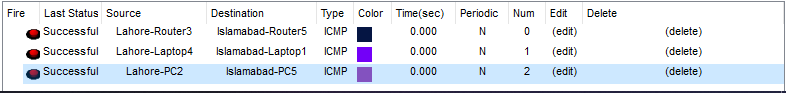 Fire Last Status Source Destination Type Color Time(sec) Periodic Num Edit Delete
Successful Lahore-Router3 Islamabad-Router5 ICMP 0.000 N 0 (edit) (delete)
Successful Lahore-Laptop4 Islamabad-Laptop1 ICMP 0.000 N 1 (edit) (delete)
Successful Lahore-PC2 Islamabad-PC5 ICMP 0.000 N 2 (edit) (delete)